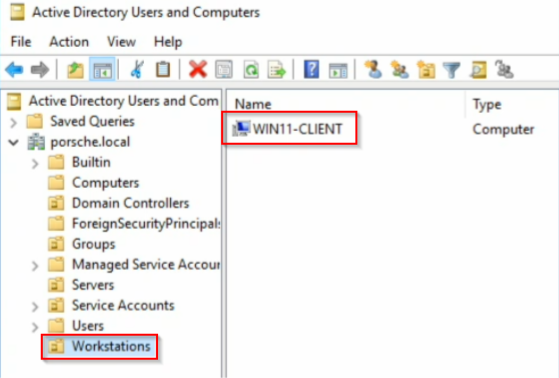 Active Directory Users and Computers
File Action View Help
Active Directory Users and Com
Name Type
Saved Queries
WIN11-CLIENT Computer
porsche.local
Builtin
Computers
Domain Controllers
ForeignSecurityPrincipal
Groups
Managed Service Accour
Servers
Service Accounts
Users
Workstations